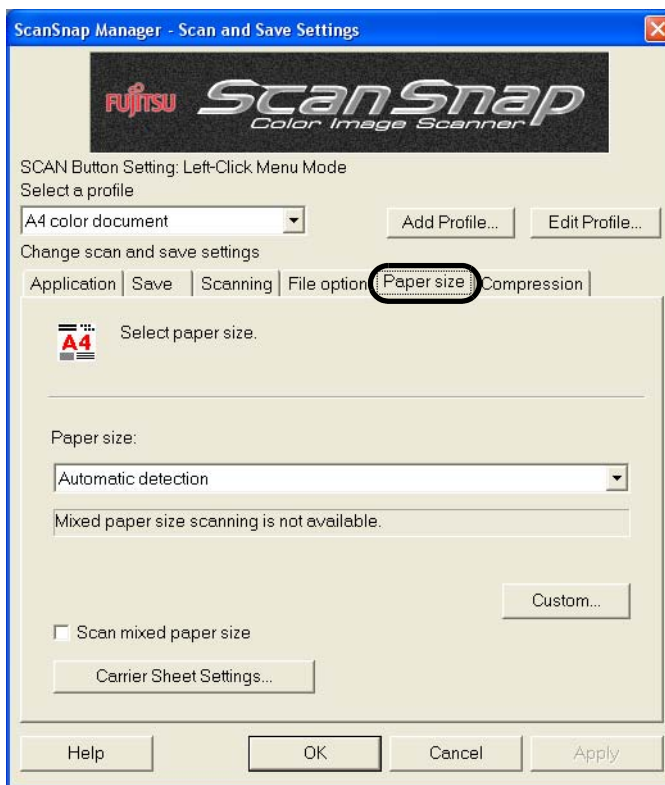 ScanSnap Manager - Scan and Save Settings
FUJITSU ScanSnap
Color Image Scanner
SCAN Button Setting: Left-Click Menu Mode
Select a profile
A4 color document Add Profile... Edit Profile...
Change scan and save settings
Application Save Scanning File option Paper size Compression
A4 Select paper size.
Paper size:
Automatic detection
Mixed paper size scanning is not available.
Custom...
Scan mixed paper size
Carrier Sheet Settings...
Help OK Cancel Apply